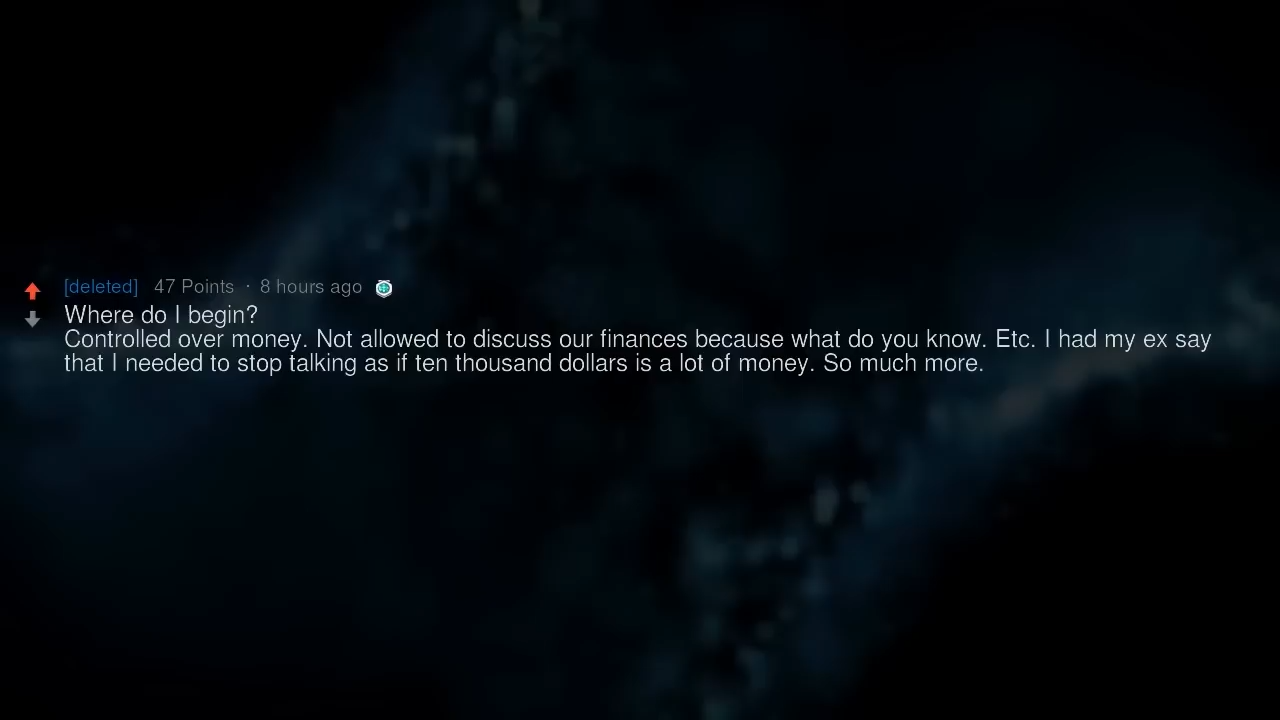 [deleted] 47 Points · 8 hours ago
Where do I begin?
Controlled over money. Not allowed to discuss our finances because what do you know. Etc. I had my ex say
that I needed to stop talking as if ten thousand dollars is a lot of money. So much more.